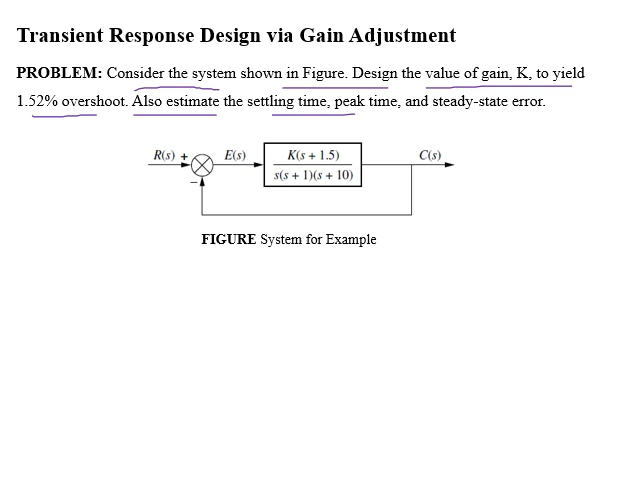 Transient Response Design via Gain Adjustment
PROBLEM: Consider the system shown in Figure. Design the value of gain, K, to yield
1.52% overshoot. Also estimate the settling time, peak time, and steady-state error.
R(s) + E(s) K(s + 1.5) C(s)
− s(s + 1)(s + 10)
FIGURE System for Example